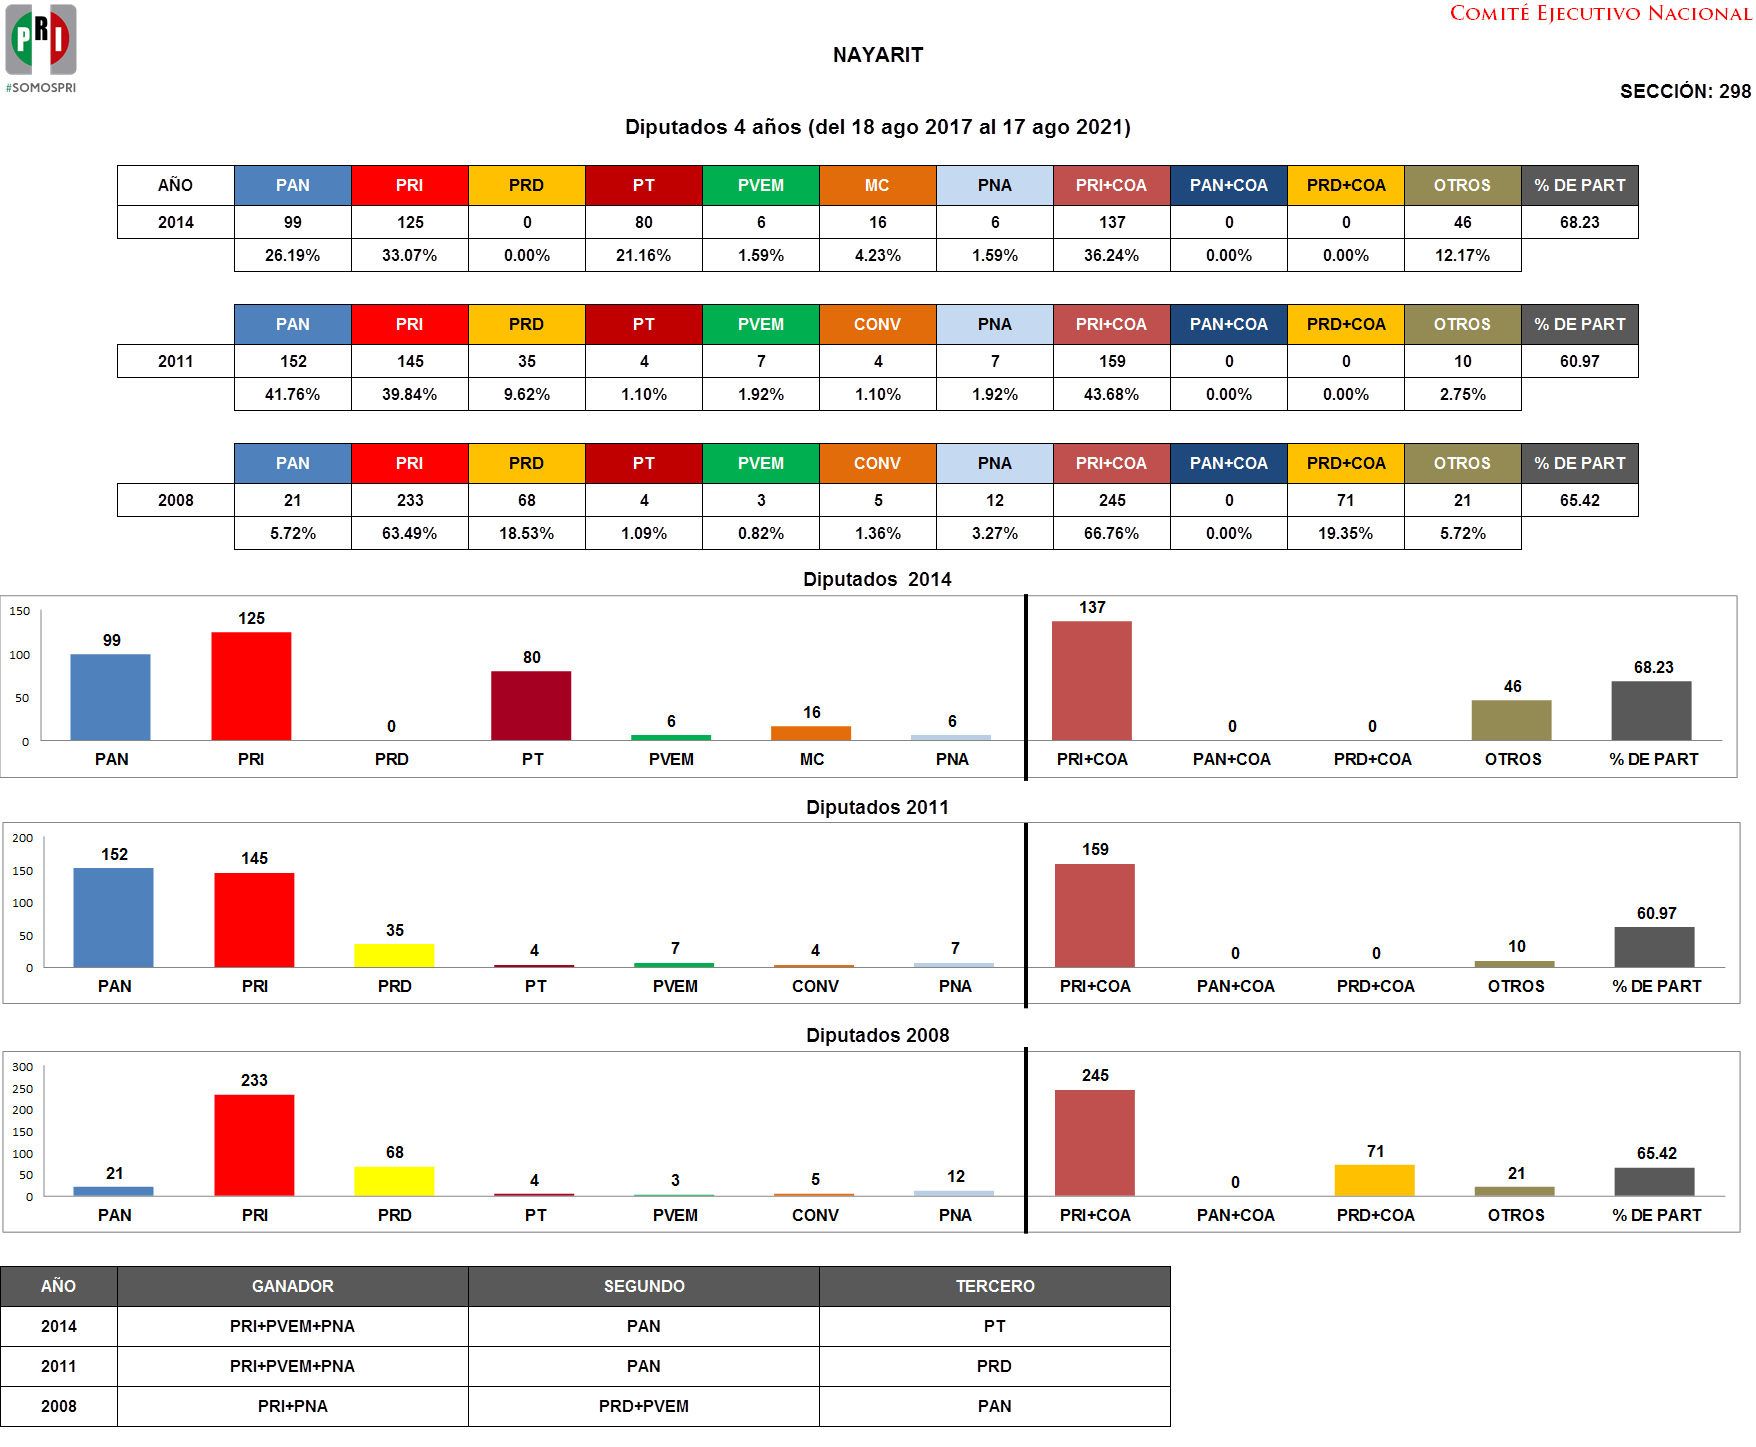 PRI
#SOMOSPRI
COMITÉ EJECUTIVO NACIONAL
NAYARIT
SECCIÓN: 298
Diputados 4 años (del 18 ago 2017 al 17 ago 2021)
AÑO PAN PRI PRD PT PVEM MC PNA PRI+COA PAN+COA PRD+COA OTROS % DE PART
2014 99 125 0 80 6 16 6 137 0 0 46 68.23
26.19% 33.07% 0.00% 21.16% 1.59% 4.23% 1.59% 36.24% 0.00% 0.00% 12.17%
PAN PRI PRD PT PVEM CONV PNA PRI+COA PAN+COA PRD+COA OTROS % DE PART
2011 152 145 35 4 7 4 7 159 0 0 10 60.97
41.76% 39.84% 9.62% 1.10% 1.92% 1.10% 1.92% 43.68% 0.00% 0.00% 2.75%
PAN PRI PRD PT PVEM CONV PNA PRI+COA PAN+COA PRD+COA OTROS % DE PART
2008 21 233 68 4 3 5 12 245 0 71 21 65.42
5.72% 63.49% 18.53% 1.09% 0.82% 1.36% 3.27% 66.76% 0.00% 19.35% 5.72%
Diputados 2014
150
100
50
0
99 125 0 80 6 16 6 137 0 0 46 68.23
PAN PRI PRD PT PVEM MC PNA PRI+COA PAN+COA PRD+COA OTROS % DE PART
Diputados 2011
200
150
100
50
0
152 145 35 4 7 4 7 159 0 0 10 60.97
PAN PRI PRD PT PVEM CONV PNA PRI+COA PAN+COA PRD+COA OTROS % DE PART
Diputados 2008
300
250
200
150
100
50
0
21 233 68 4 3 5 12 245 0 71 21 65.42
PAN PRI PRD PT PVEM CONV PNA PRI+COA PAN+COA PRD+COA OTROS % DE PART
AÑO GANADOR SEGUNDO TERCERO
2014 PRI+PVEM+PNA PAN PT
2011 PRI+PVEM+PNA PAN PRD
2008 PRI+PNA PRD+PVEM PAN